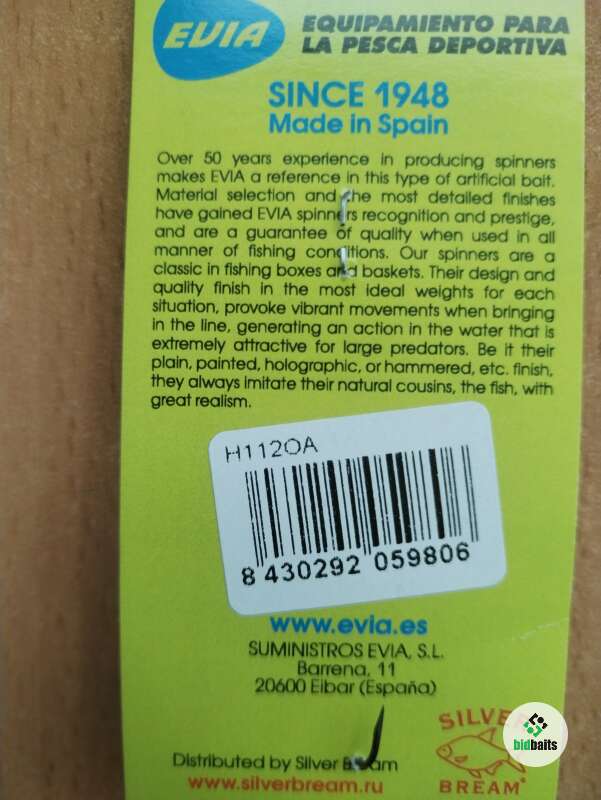 EVIA
EQUIPAMIENTO PARA
LA PESCA DEPORTIVA
SINCE 1948
Made in Spain
Over 50 years experience in producing spinners
makes EVIA a reference in this type of artificial bait.
Material selection and the most detailed finishes
have gained EVIA spinners recognition and prestige,
and are a guarantee of quality when used in all
manner of fishing conditions. Our spinners are a
classic in fishing boxes and baskets. Their design and
quality finish in the most ideal weights for each
situation, provoke vibrant movements when bringing
in the line, generating an action in the water that is
extremely attractive for large predators. Be it their
plain, painted, holographic, or hammered, etc. finish,
they always imitate their natural cousins, the fish, with
great realism.
H112OA
8 430292 059806
www.evia.es
SUMINISTROS EVIA, S.L.
Barrena, 11
20600 Eibar (España)
Distributed by Silver Bream
www.silverbream.ru
SILVER
BREAM
bidbaits